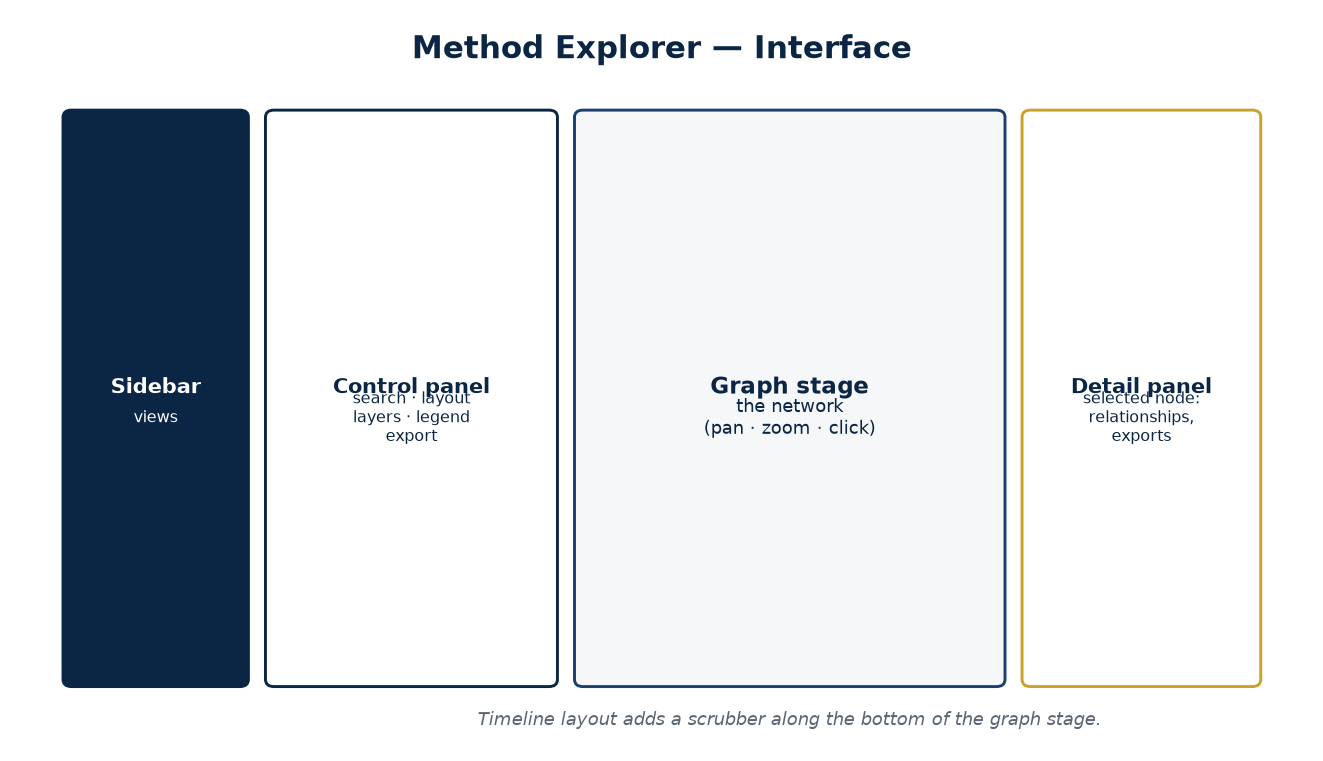 Method Explorer — Interface
Sidebar
views
Control panel
search · layout
layers · legend
export
Graph stage
the network
(pan · zoom · click)
Detail panel
selected node:
relationships,
exports
Timeline layout adds a scrubber along the bottom of the graph stage.